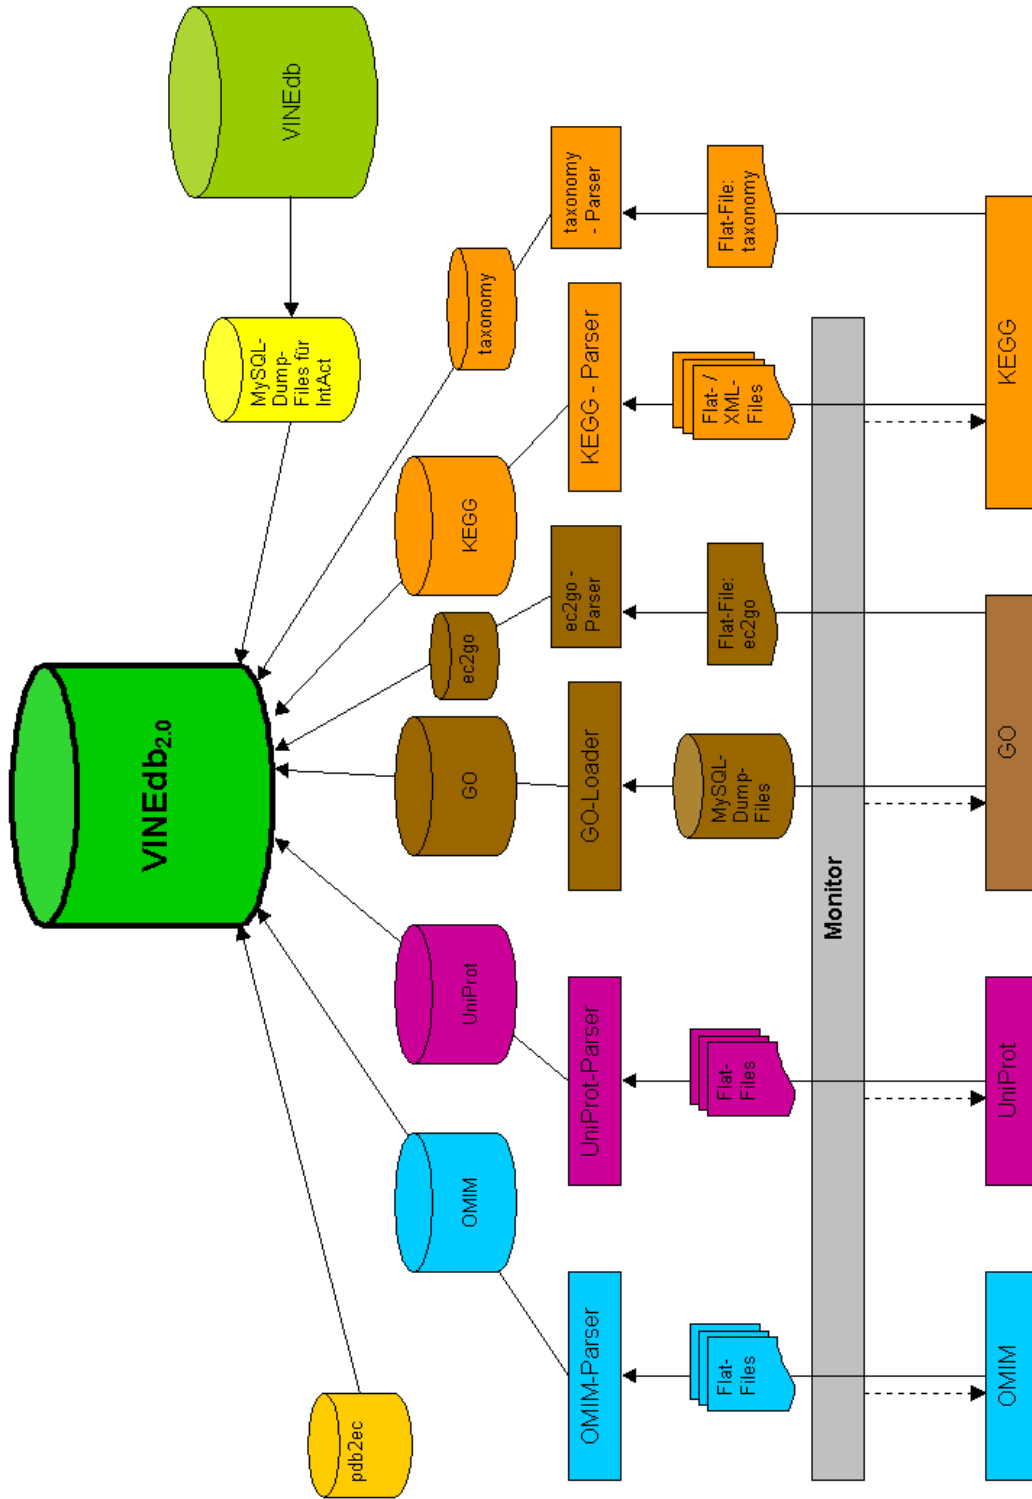 VINEdb2.0
VINEdb
MySQL-
Dump-
Files für
IntAct
pdb2ec
OMIM
UniProt
GO
ec2go
KEGG
taxonomy
OMIM-Parser
UniProt-Parser
GO-Loader
ec2go -
Parser
KEGG - Parser
taxonomy
- Parser
Flat-
Files
Flat-
Files
MySQL-
Dump-
Files
Flat-File:
ec2go
Flat- /
XML-
Files
Flat-File:
taxonomy
Monitor
OMIM
UniProt
GO
KEGG